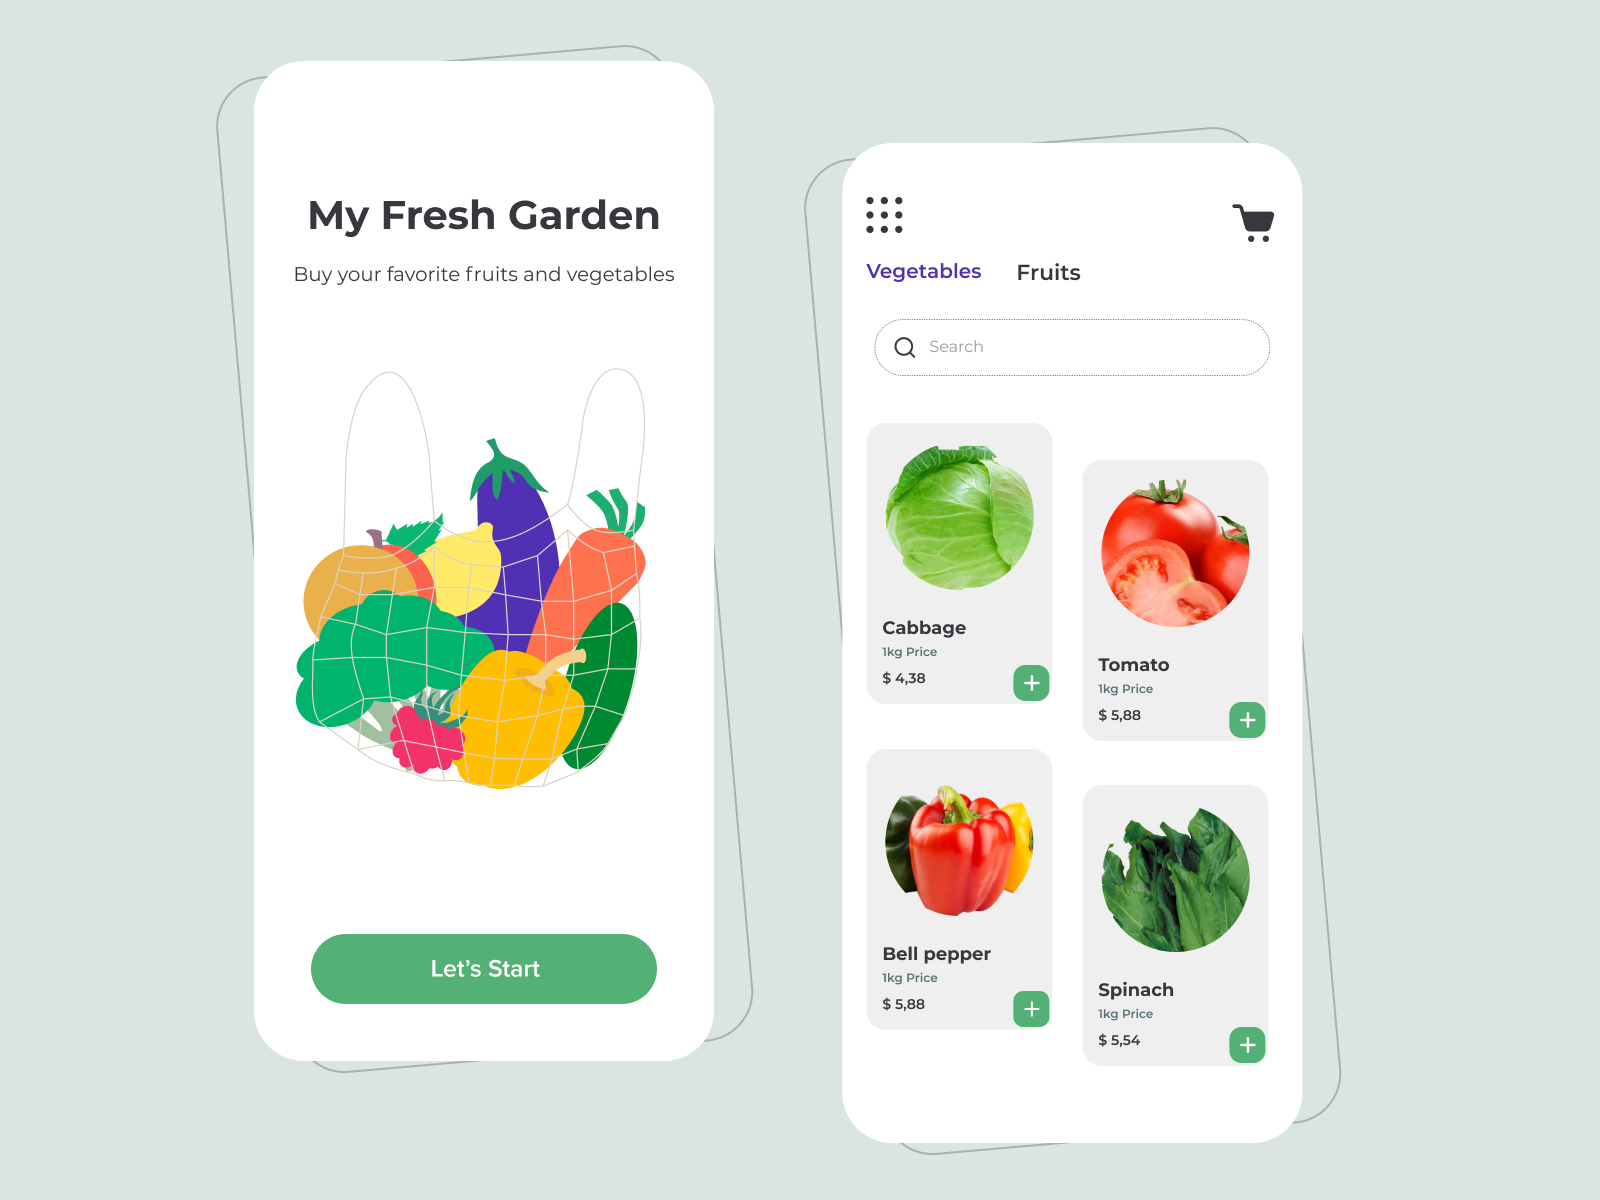 My Fresh Garden
Buy your favorite fruits and vegetables
Let's Start
Vegetables
Fruits
Search
Cabbage
1kg Price
$ 4,38
Tomato
1kg Price
$ 5,88
Bell pepper
1kg Price
$ 5,88
Spinach
1kg Price
$ 5,54